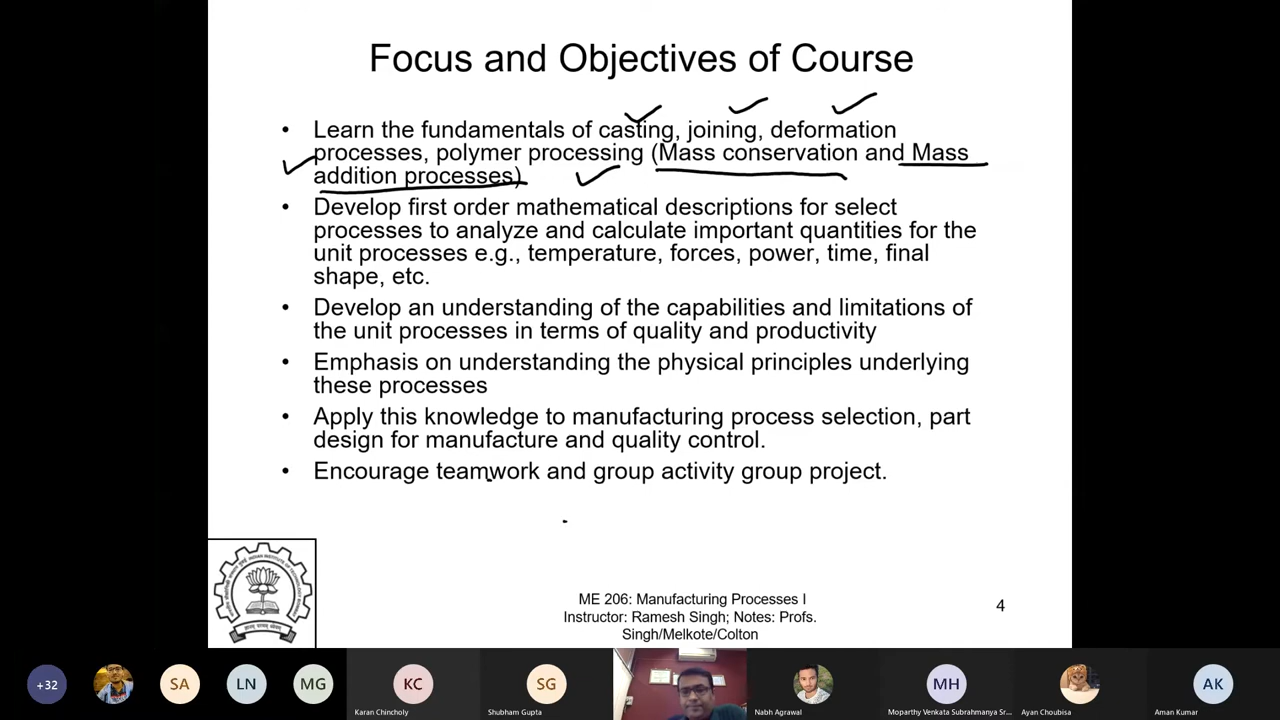 Focus and Objectives of Course
• Learn the fundamentals of casting, joining, deformation
processes, polymer processing (Mass conservation and Mass
addition processes)
• Develop first order mathematical descriptions for select
processes to analyze and calculate important quantities for the
unit processes e.g., temperature, forces, power, time, final
shape, etc.
• Develop an understanding of the capabilities and limitations of
the unit processes in terms of quality and productivity
• Emphasis on understanding the physical principles underlying
these processes
• Apply this knowledge to manufacturing process selection, part
design for manufacture and quality control.
• Encourage teamwork and group activity group project.
ME 206: Manufacturing Processes I
Instructor: Ramesh Singh; Notes: Profs.
Singh/Melkote/Colton
4
+32
SA
LN
MG
KC
SG
MH
AK
Karan Chincholy
Shubham Gupta
Nabh Agrawal
Moparthy Venkata Subrahmanya Sr...
Ayan Choubisa
Aman Kumar